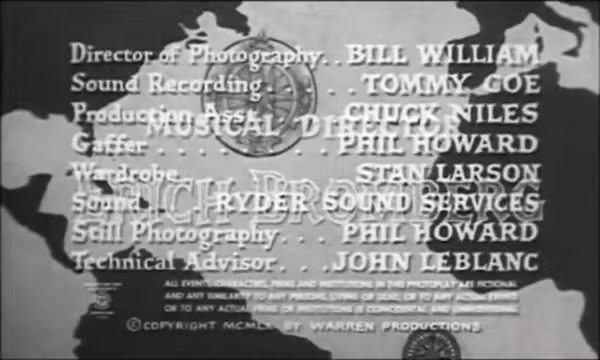 Director of Photography . . BILL WILLIAM
Sound Recording . . . . . TOMMY COE
Production Asst. CHUCK NILES
MUSICAL DIRECTOR
Gaffer . . . . . . . . PHIL HOWARD
Wardrobe . . . STAN LARSON
BROMBERG
Sound . . . RYDER SOUND SERVICES
Still Photography . . . PHIL HOWARD
Technical Advisor . . . JOHN LEBLANC
ALL EVENTS, CHARACTERS, FIRMS AND INSTITUTIONS IN THIS PHOTOPLAY ARE FICTIONAL
AND ANY SIMILARITY TO ANY PERSONS, LIVING OR DEAD, OR TO ANY ACTUAL EVENTS
OR TO ANY ACTUAL FIRMS OR INSTITUTIONS IS COINCIDENTAL AND UNINTENTIONAL
© COPYRIGHT MCMLX BY WARREN PRODUCTIONS